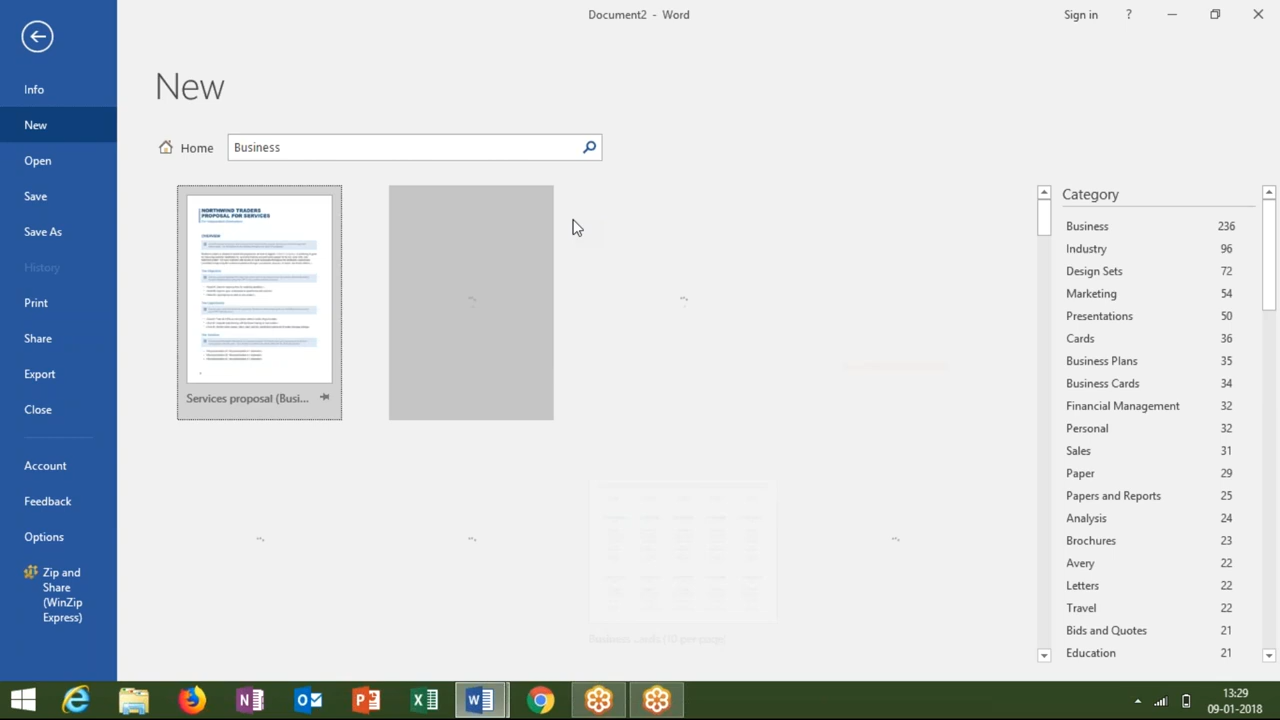 Document2 - Word
Sign in
?
Info
New
Open
Save
Save As
History
Print
Share
Export
Close
Account
Feedback
Options
Zip and
Share
(WinZip
Express)
New
Home
Business
NORTHWIND TRADERS
PROPOSAL FOR SERVICES
OVERVIEW
Services proposal (Busi...
Category
Business 236
Industry 96
Design Sets 72
Marketing 54
Presentations 50
Cards 36
Business Plans 35
Business Cards 34
Financial Management 32
Personal 32
Sales 31
Paper 29
Papers and Reports 25
Analysis 24
Brochures 23
Avery 22
Letters 22
Travel 22
Bids and Quotes 21
Education 21
13:29
09-01-2018